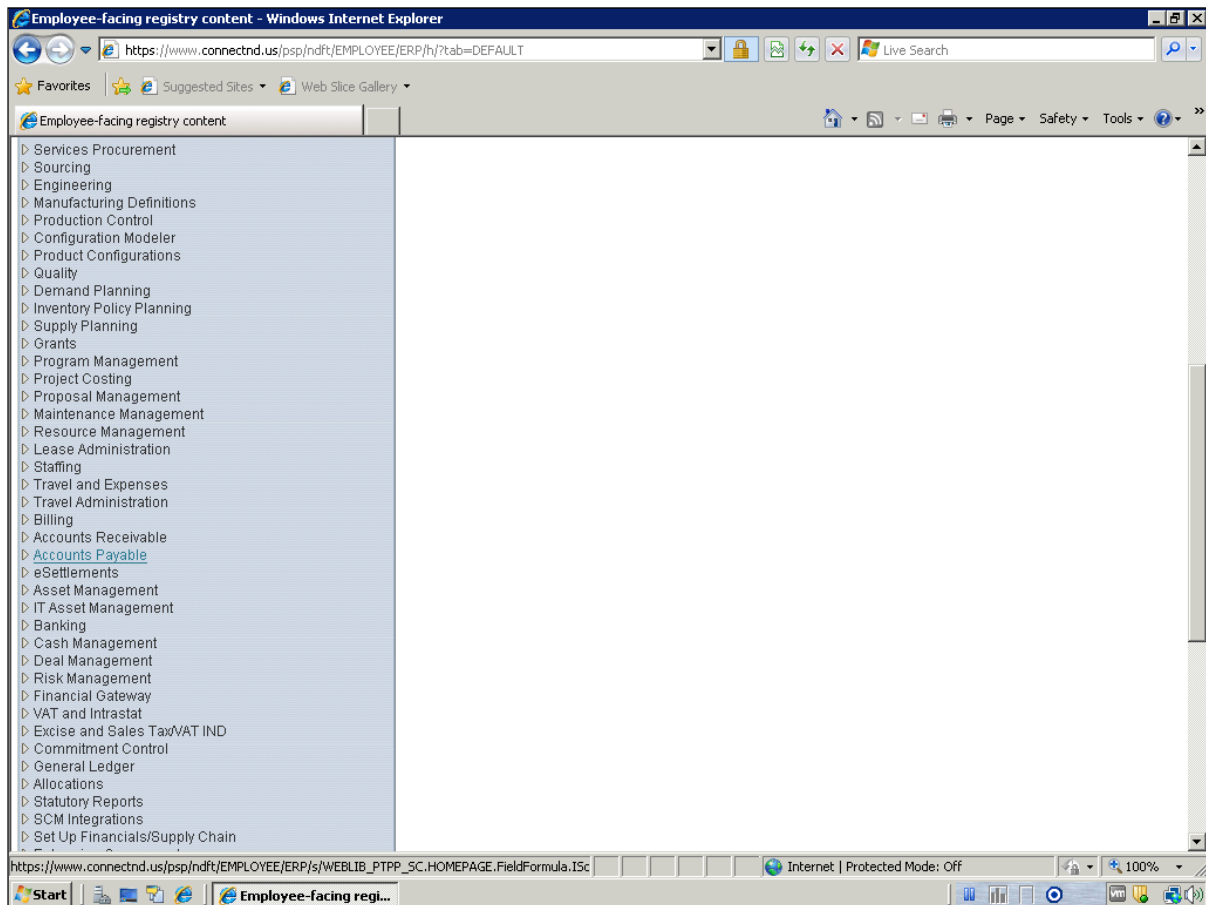 Employee-facing registry content - Windows Internet Explorer
https://www.connectnd.us/psp/ndft/EMPLOYEE/ERP/h/?tab=DEFAULT
Live Search
Favorites
Suggested Sites
Web Slice Gallery
Employee-facing registry content
Page
Safety
Tools
Services Procurement
Sourcing
Engineering
Manufacturing Definitions
Production Control
Configuration Modeler
Product Configurations
Quality
Demand Planning
Inventory Policy Planning
Supply Planning
Grants
Program Management
Project Costing
Proposal Management
Maintenance Management
Resource Management
Lease Administration
Staffing
Travel and Expenses
Travel Administration
Billing
Accounts Receivable
Accounts Payable
eSettlements
Asset Management
IT Asset Management
Banking
Cash Management
Deal Management
Risk Management
Financial Gateway
VAT and Intrastat
Excise and Sales Tax/VAT IND
Commitment Control
General Ledger
Allocations
Statutory Reports
SCM Integrations
Set Up Financials/Supply Chain
https://www.connectnd.us/psp/ndft/EMPLOYEE/ERP/s/WEBLIB_PTPP_SC.HOMEPAGE.FieldFormula.ISc
Internet | Protected Mode: Off
100%
Start
Employee-facing regi...
vm